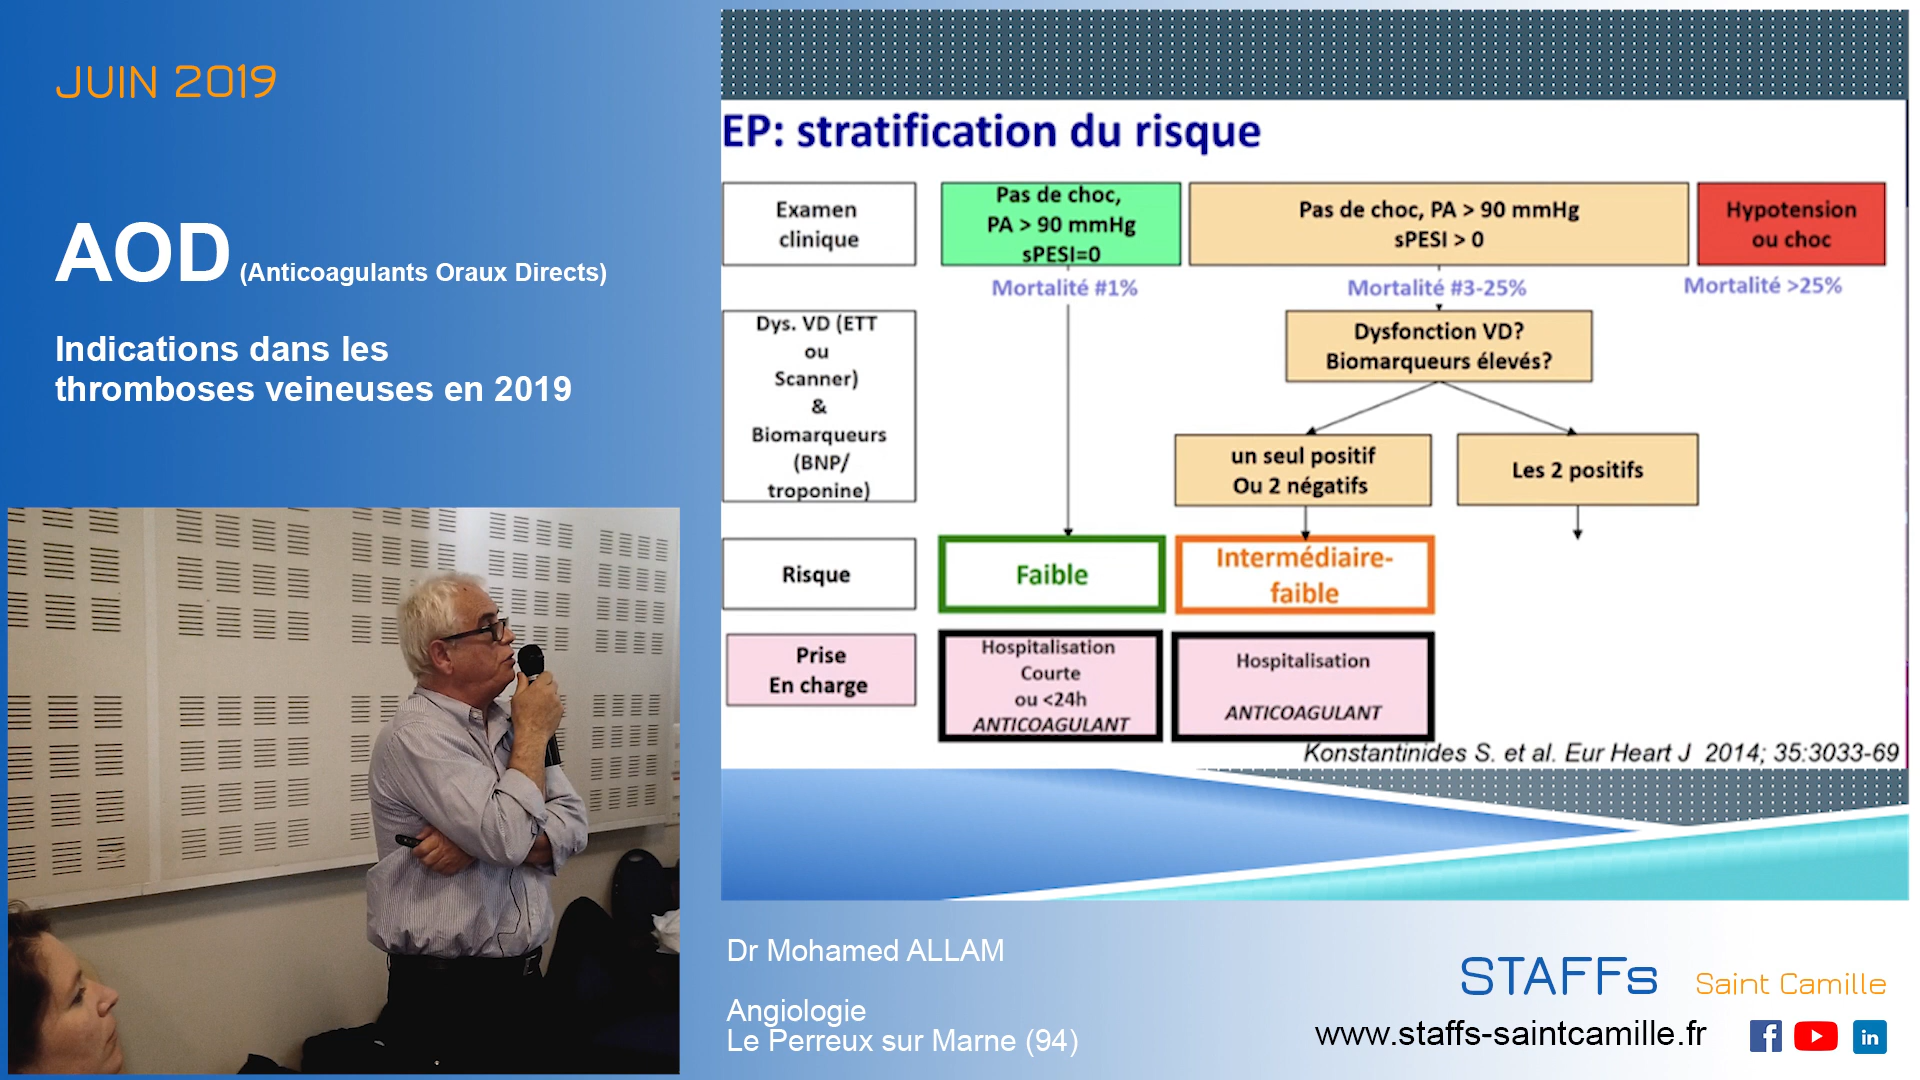 JUIN 2019
AOD (Anticoagulants Oraux Directs)
Indications dans les
thromboses veineuses en 2019
EP: stratification du risque
Examen
clinique
Pas de choc,
PA > 90 mmHg
sPESI=0
Pas de choc, PA > 90 mmHg
sPESI > 0
Hypotension
ou choc
Mortalité #1%
Mortalité #3-25%
Mortalité >25%
Dys. VD (ETT
ou
Scanner)
&
Biomarqueurs
(BNP/
troponine)
Dysfonction VD?
Biomarqueurs élevés?
un seul positif
Ou 2 négatifs
Les 2 positifs
Risque
Faible
Intermédiaire-
faible
Prise
En charge
Hospitalisation
Courte
ou <24h
ANTICOAGULANT
Hospitalisation
ANTICOAGULANT
Konstantinides S. et al. Eur Heart J 2014; 35:3033-69
Dr Mohamed ALLAM
Angiologie
Le Perreux sur Marne (94)
STAFFs Saint Camille
www.staffs-saintcamille.fr